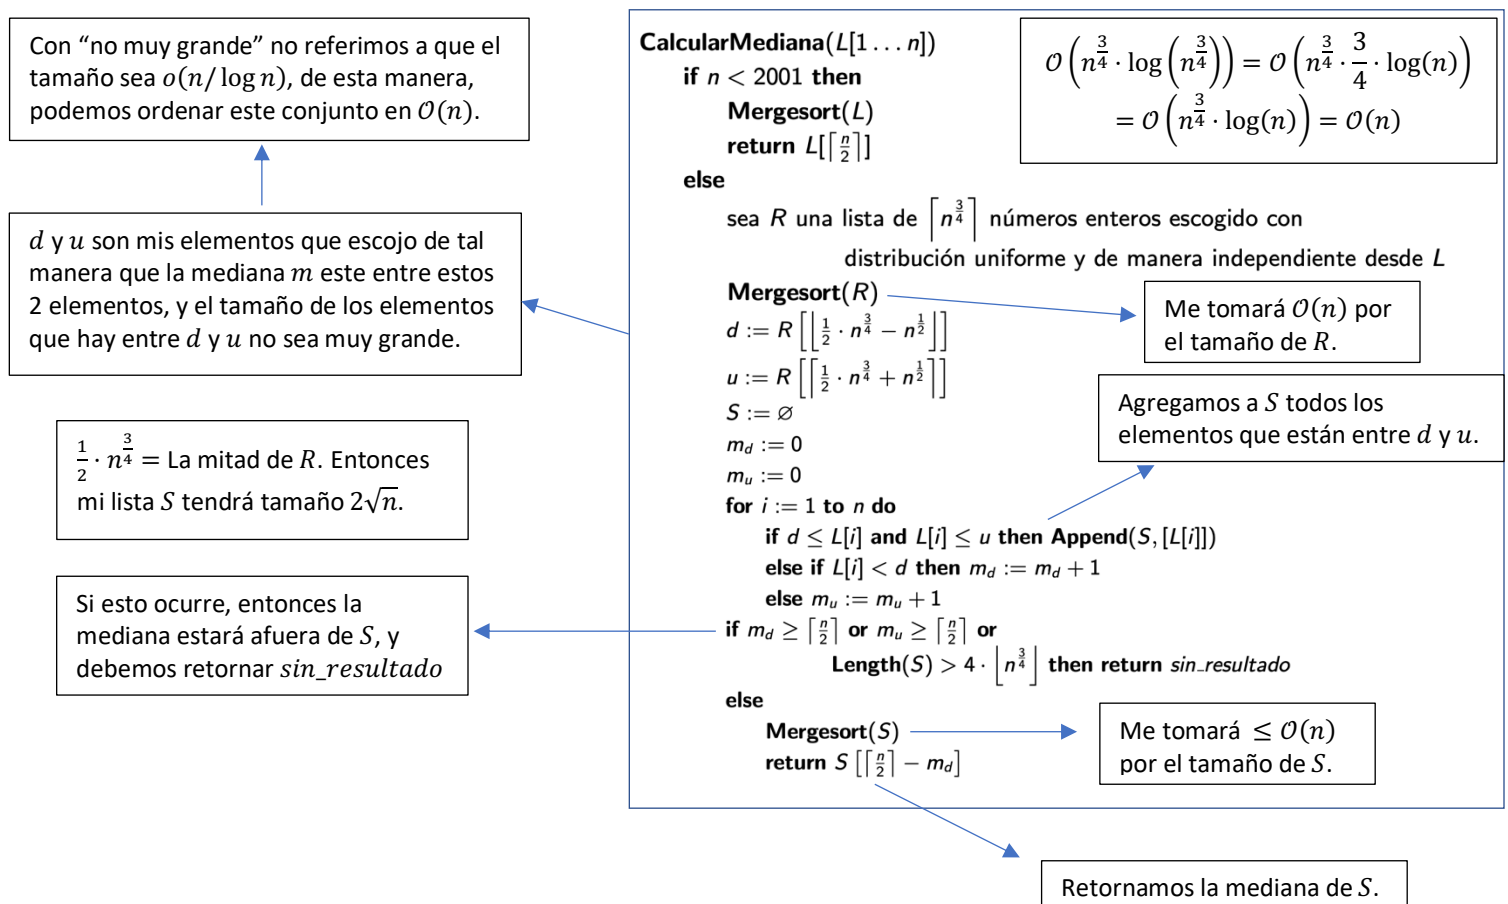 Con “no muy grande” no referimos a que el
tamaño sea 𝑜(𝑛/ log 𝑛), de esta manera,
podemos ordenar este conjunto en 𝒪(𝑛).
𝑑 y 𝑢 son mis elementos que escojo de tal
manera que la mediana 𝑚 este entre estos
2 elementos, y el tamaño de los elementos
que hay entre 𝑑 y 𝑢 no sea muy grande.
1/2 · n^(3/4) = La mitad de 𝑅. Entonces
mi lista 𝑆 tendrá tamaño 2√𝑛.
Si esto ocurre, entonces la
mediana estará afuera de 𝑆, y
debemos retornar 𝑠𝑖𝑛_𝑟𝑒𝑠𝑢𝑙𝑡𝑎𝑑𝑜
CalcularMediana(L[1 . . . n])
if n < 2001 then
Mergesort(L)
return L[⌈n/2⌉]
else
sea R una lista de ⌈n^(3/4)⌉ números enteros escogido con
distribución uniforme y de manera independiente desde L
Mergesort(R)
d := R[⌊1/2 · n^(3/4) − n^(1/2)⌋]
u := R[⌈1/2 · n^(3/4) + n^(1/2)⌉]
S := ∅
m_d := 0
m_u := 0
for i := 1 to n do
if d ≤ L[i] and L[i] ≤ u then Append(S, [L[i]])
else if L[i] < d then m_d := m_d + 1
else m_u := m_u + 1
if m_d ≥ ⌈n/2⌉ or m_u ≥ ⌈n/2⌉ or
Length(S) > 4 · ⌊n^(3/4)⌋ then return sin_resultado
else
Mergesort(S)
return S[⌈n/2⌉ − m_d]
𝒪(n^(3/4) · log(n^(3/4))) = 𝒪(n^(3/4) · 3/4 · log(n))
= 𝒪(n^(3/4) · log(n)) = 𝒪(n)
Me tomará 𝒪(𝑛) por
el tamaño de 𝑅.
Agregamos a 𝑆 todos los
elementos que están entre 𝑑 y 𝑢.
Me tomará ≤ 𝒪(𝑛)
por el tamaño de 𝑆.
Retornamos la mediana de 𝑆.